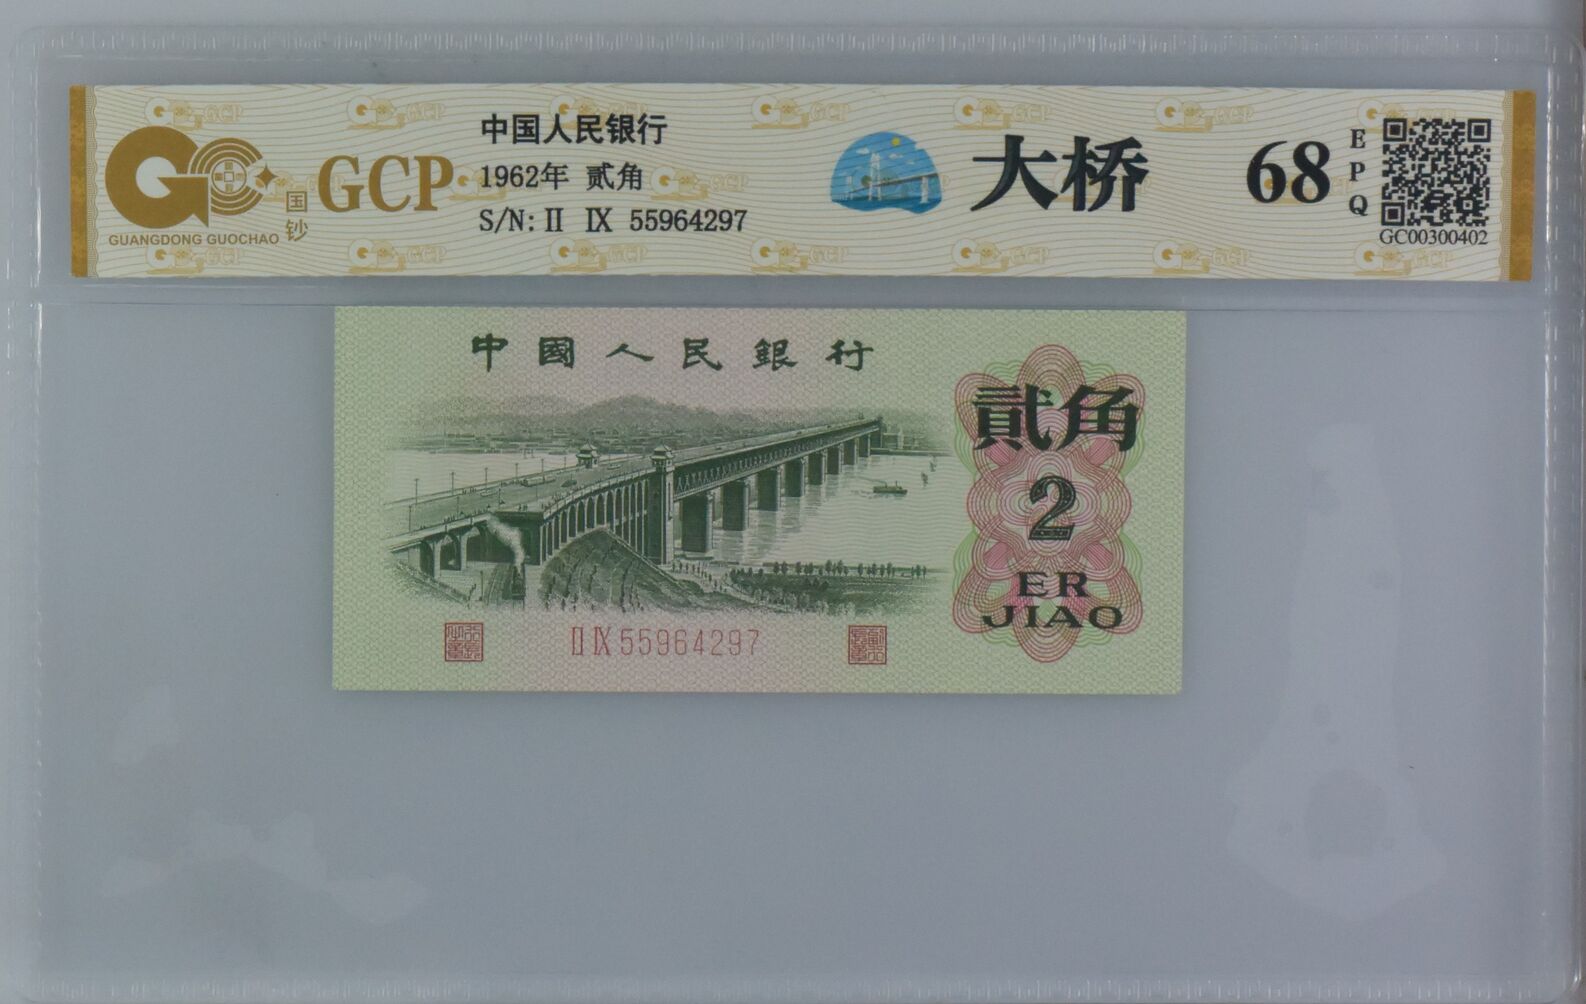 GCP
国钞
GUANGDONG GUOCHAO
中国人民银行
1962年 贰角
S/N: II IX 55964297
大桥
68
EPQ
GC00300402
中國人民銀行
貳角
2
ER
JIAO
II IX 55964297